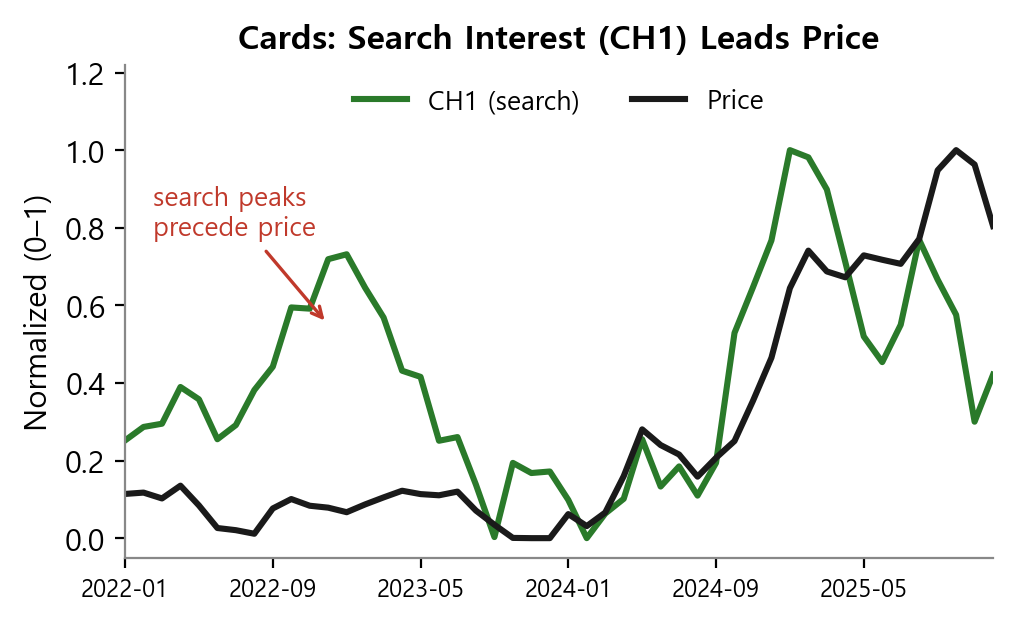 Cards: Search Interest (CH1) Leads Price
CH1 (search)
Price
search peaks
precede price
Normalized (0–1)
1.2
1.0
0.8
0.6
0.4
0.2
0.0
2022-01
2022-09
2023-05
2024-01
2024-09
2025-05